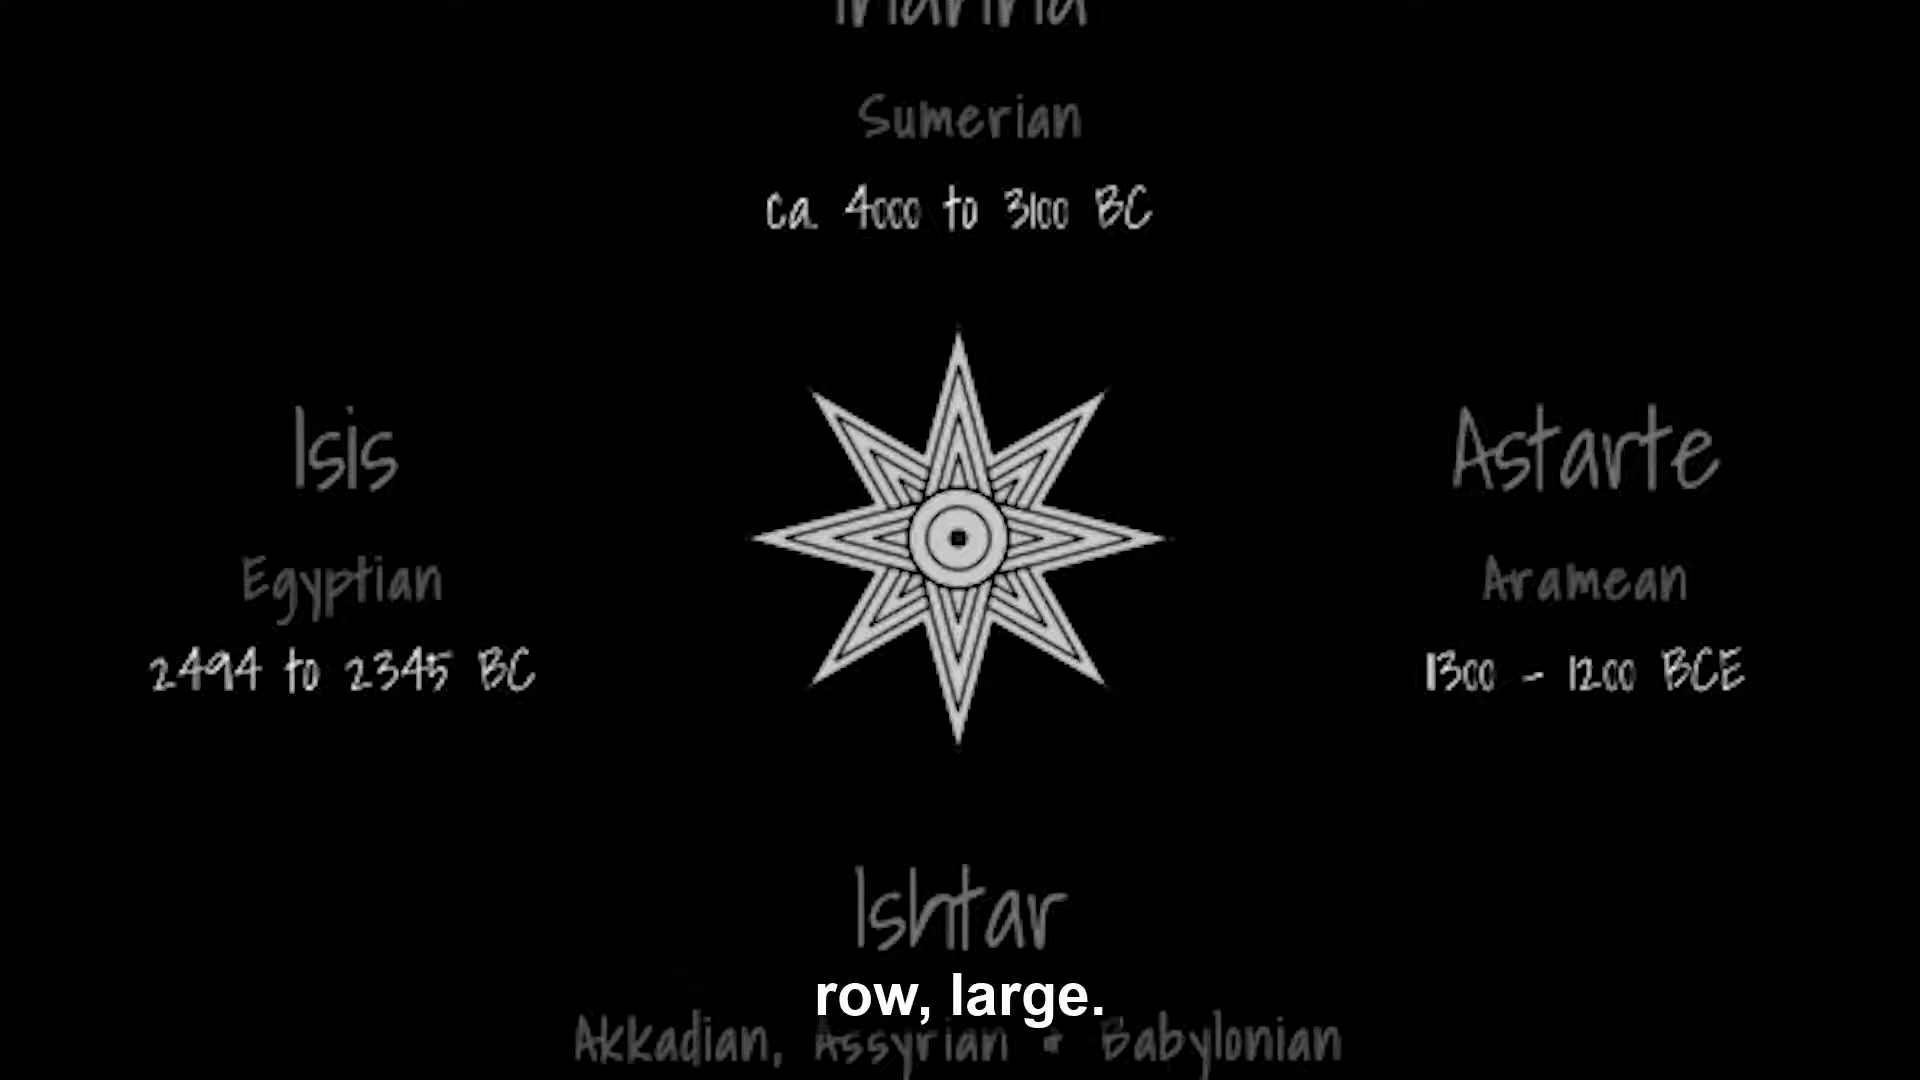 Inanna
Sumerian
ca. 4000 to 3100 BC
Isis
Egyptian
2494 to 2345 BC
Astarte
Aramean
1300 - 1200 BCE
Ishtar
row, large.
Akkadian, Assyrian & Babylonian